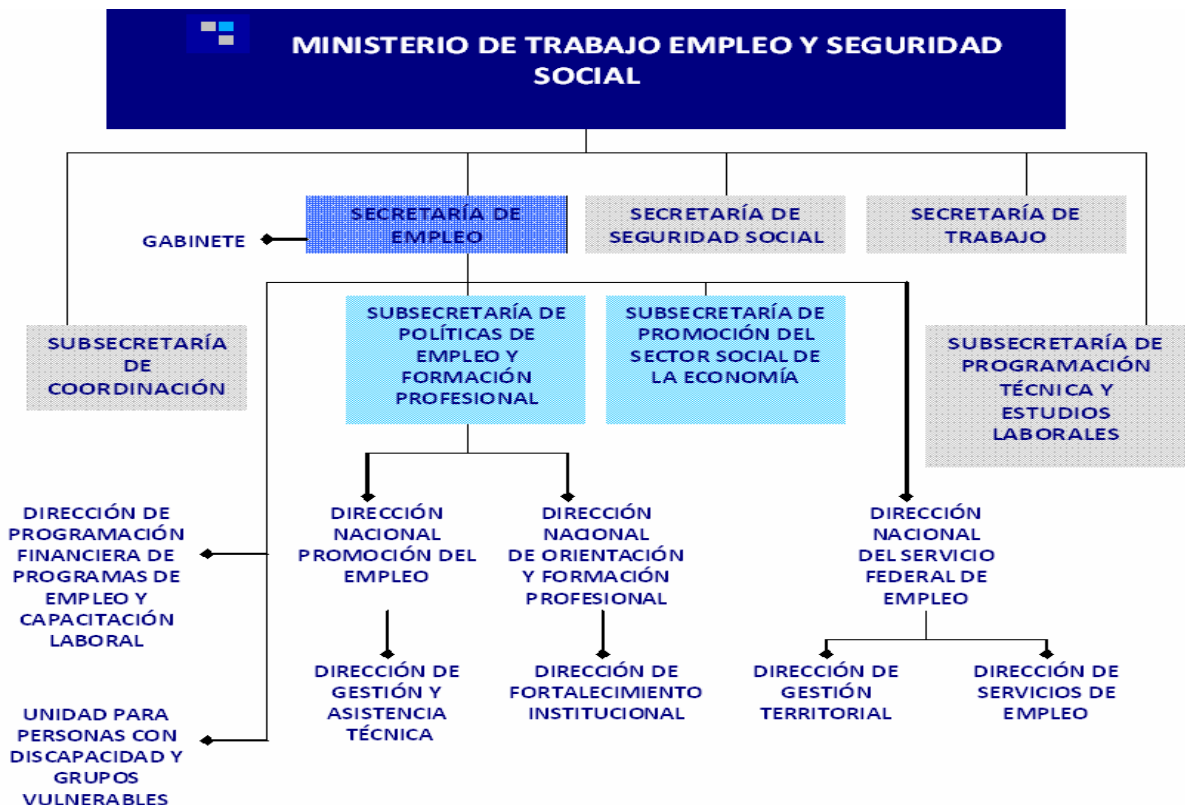 MINISTERIO DE TRABAJO EMPLEO Y SEGURIDAD
SOCIAL
SECRETARÍA DE
EMPLEO
SECRETARÍA DE
SEGURIDAD SOCIAL
SECRETARÍA DE
TRABAJO
GABINETE
SUBSECRETARÍA
DE
COORDINACIÓN
SUBSECRETARÍA DE
POLÍTICAS DE
EMPLEO Y
FORMACIÓN
PROFESIONAL
SUBSECRETARÍA DE
PROMOCIÓN DEL
SECTOR SOCIAL DE
LA ECONOMÍA
SUBSECRETARÍA DE
PROGRAMACIÓN
TÉCNICA Y
ESTUDIOS
LABORALES
DIRECCIÓN DE
PROGRAMACIÓN
FINANCIERA DE
PROGRAMAS DE
EMPLEO Y
CAPACITACIÓN
LABORAL
DIRECCIÓN
NACIONAL
PROMOCIÓN DEL
EMPLEO
DIRECCIÓN
NACIONAL
DE ORIENTACIÓN
Y FORMACIÓN
PROFESIONAL
DIRECCIÓN
NACIONAL
DEL SERVICIO
FEDERAL DE
EMPLEO
DIRECCIÓN DE
GESTIÓN Y
ASISTENCIA
TÉCNICA
DIRECCIÓN DE
FORTALECIMIENTO
INSTITUCIONAL
DIRECCIÓN DE
GESTIÓN
TERRITORIAL
DIRECCIÓN DE
SERVICIOS DE
EMPLEO
UNIDAD PARA
PERSONAS CON
DISCAPACIDAD Y
GRUPOS
VULNERABLES